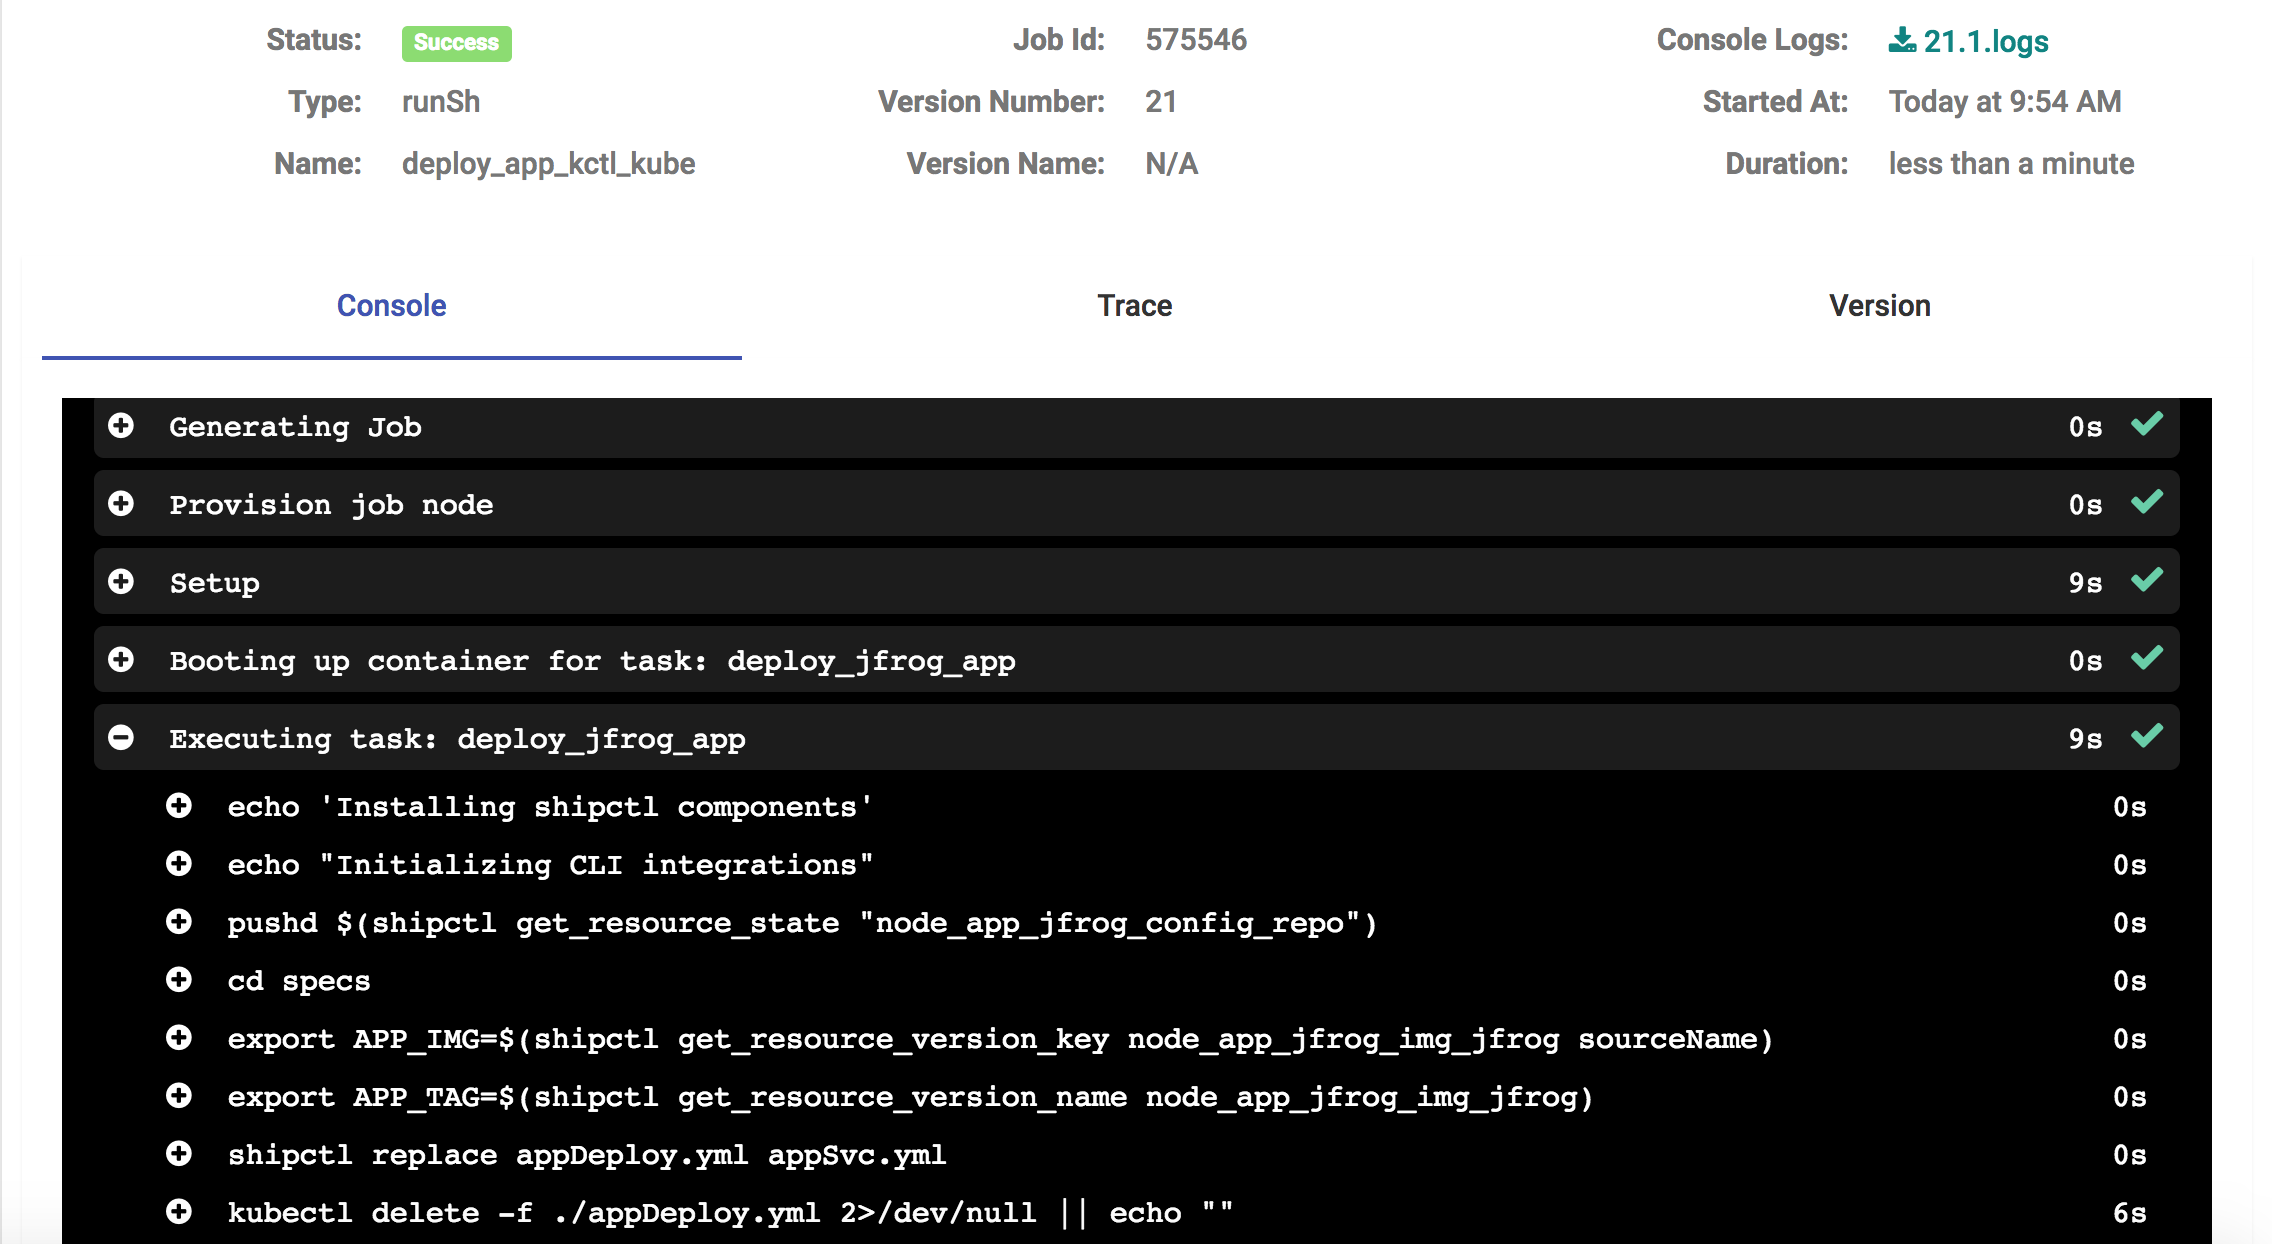 Status: Success Job Id: 575546 Console Logs: 21.1.logs
Type: runSh Version Number: 21 Started At: Today at 9:54 AM
Name: deploy_app_kctl_kube Version Name: N/A Duration: less than a minute
Console Trace Version
Generating Job 0s
Provision job node 0s
Setup 9s
Booting up container for task: deploy_jfrog_app 0s
Executing task: deploy_jfrog_app 9s
echo 'Installing shipctl components' 0s
echo "Initializing CLI integrations" 0s
pushd $(shipctl get_resource_state "node_app_jfrog_config_repo") 0s
cd specs 0s
export APP_IMG=$(shipctl get_resource_version_key node_app_jfrog_img_jfrog sourceName) 0s
export APP_TAG=$(shipctl get_resource_version_name node_app_jfrog_img_jfrog) 0s
shipctl replace appDeploy.yml appSvc.yml 0s
kubectl delete -f ./appDeploy.yml 2>/dev/null || echo "" 6s